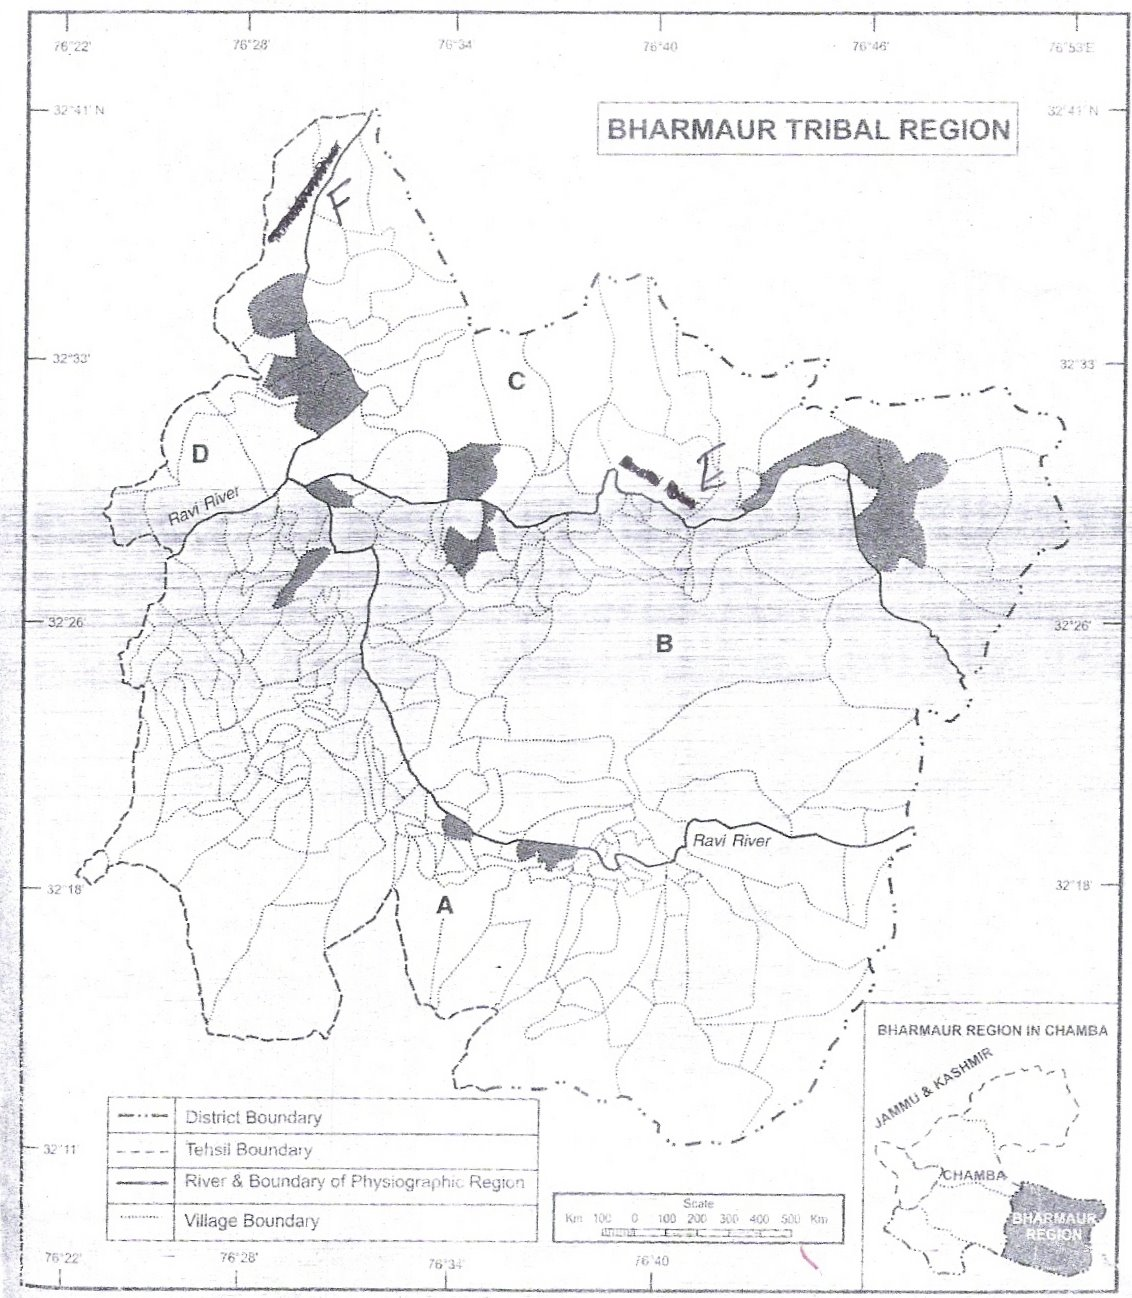 76°22' 76°28' 76°34' 76°40' 76°46' 76°53'E
32°41' N 32°41' N
BHARMAUR TRIBAL REGION
F
32°33' 32°33'
C
D
E
Ravi River
32°26' 32°26'
B
Ravi River
32°18' 32°18'
A
BHARMAUR REGION IN CHAMBA
JAMMU & KASHMIR
CHAMBA
BHARMAUR
REGION
District Boundary
Tehsil Boundary
River & Boundary of Physiographic Region
Village Boundary
32°11'
Scale
Km 100 0 100 200 300 400 500 Km
76°22' 76°28' 76°34' 76°40'